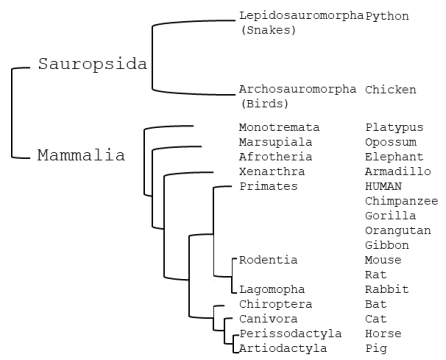 Lepidosauromorpha Python
(Snakes)
Sauropsida
Archosauromorpha Chicken
(Birds)
Monotremata Platypus
Mammalia
Marsupiala Opossum
Afrotheria Elephant
Xenarthra Armadillo
Primates HUMAN
Chimpanzee
Gorilla
Orangutan
Gibbon
Rodentia Mouse
Rat
Lagomopha Rabbit
Chiroptera Bat
Canivora Cat
Perissodactyla Horse
Artiodactyla Pig